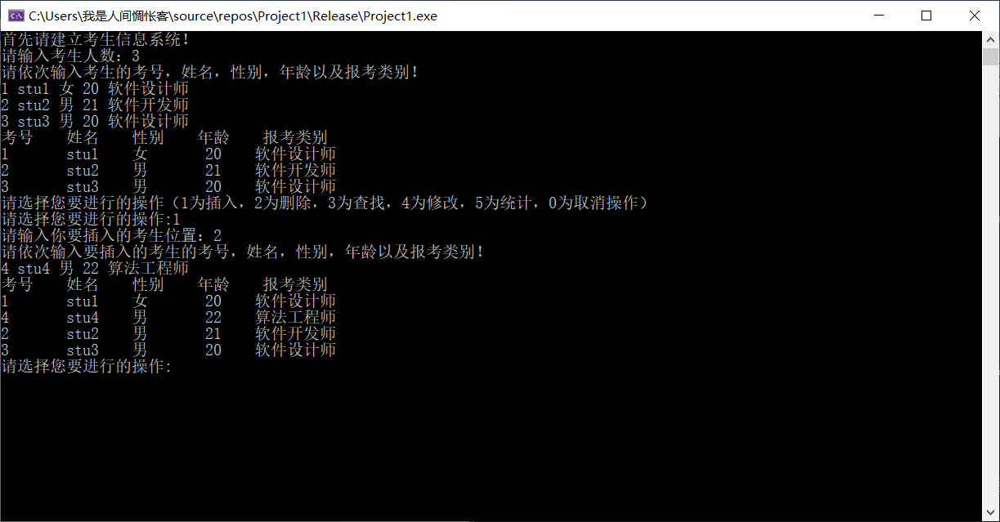 C:\Users\我是人间惆怅客\source\repos\Project1\Release\Project1.exe
首先请建立考生信息系统!
请输入考生人数：3
请依次输入考生的考号，姓名，性别，年龄以及报考类别!
1 stu1 女 20 软件设计师
2 stu2 男 21 软件开发师
3 stu3 男 20 软件设计师
考号 姓名 性别 年龄 报考类别
1 stu1 女 20 软件设计师
2 stu2 男 21 软件开发师
3 stu3 男 20 软件设计师
请选择您要进行的操作（1为插入，2为删除，3为查找，4为修改，5为统计，0为取消操作）
请选择您要进行的操作:1
请输入你要插入的考生位置：2
请依次输入要插入的考生的考号，姓名，性别，年龄以及报考类别!
4 stu4 男 22 算法工程师
考号 姓名 性别 年龄 报考类别
1 stu1 女 20 软件设计师
4 stu4 男 22 算法工程师
2 stu2 男 21 软件开发师
3 stu3 男 20 软件设计师
请选择您要进行的操作: